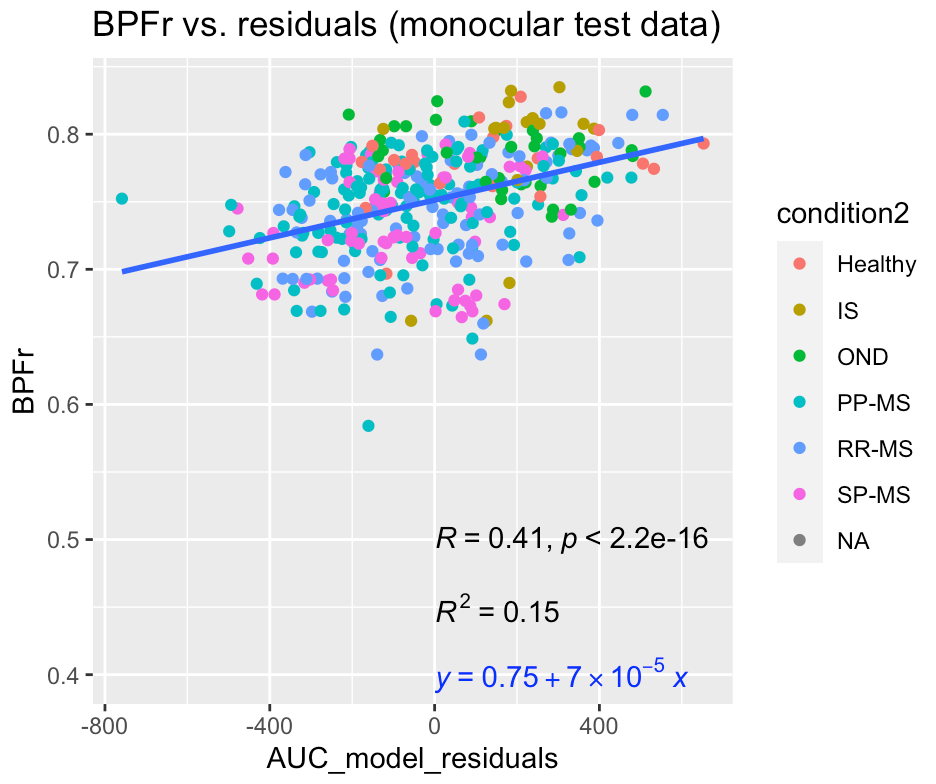 BPFr vs. residuals (monocular test data)
0.8
0.7
0.6
0.5
0.4
BPFr
R = 0.41, p < 2.2e-16
R² = 0.15
y = 0.75 + 7 × 10⁻⁵ x
-800
-400
0
400
AUC_model_residuals
condition2
Healthy
IS
OND
PP-MS
RR-MS
SP-MS
NA